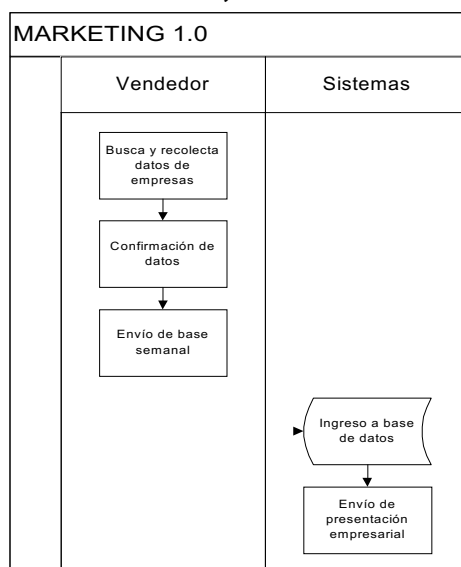 MARKETING 1.0
Vendedor
Sistemas
Busca y recolecta
datos de
empresas
Confirmación de
datos
Envío de base
semanal
Ingreso a base
de datos
Envío de
presentación
empresarial